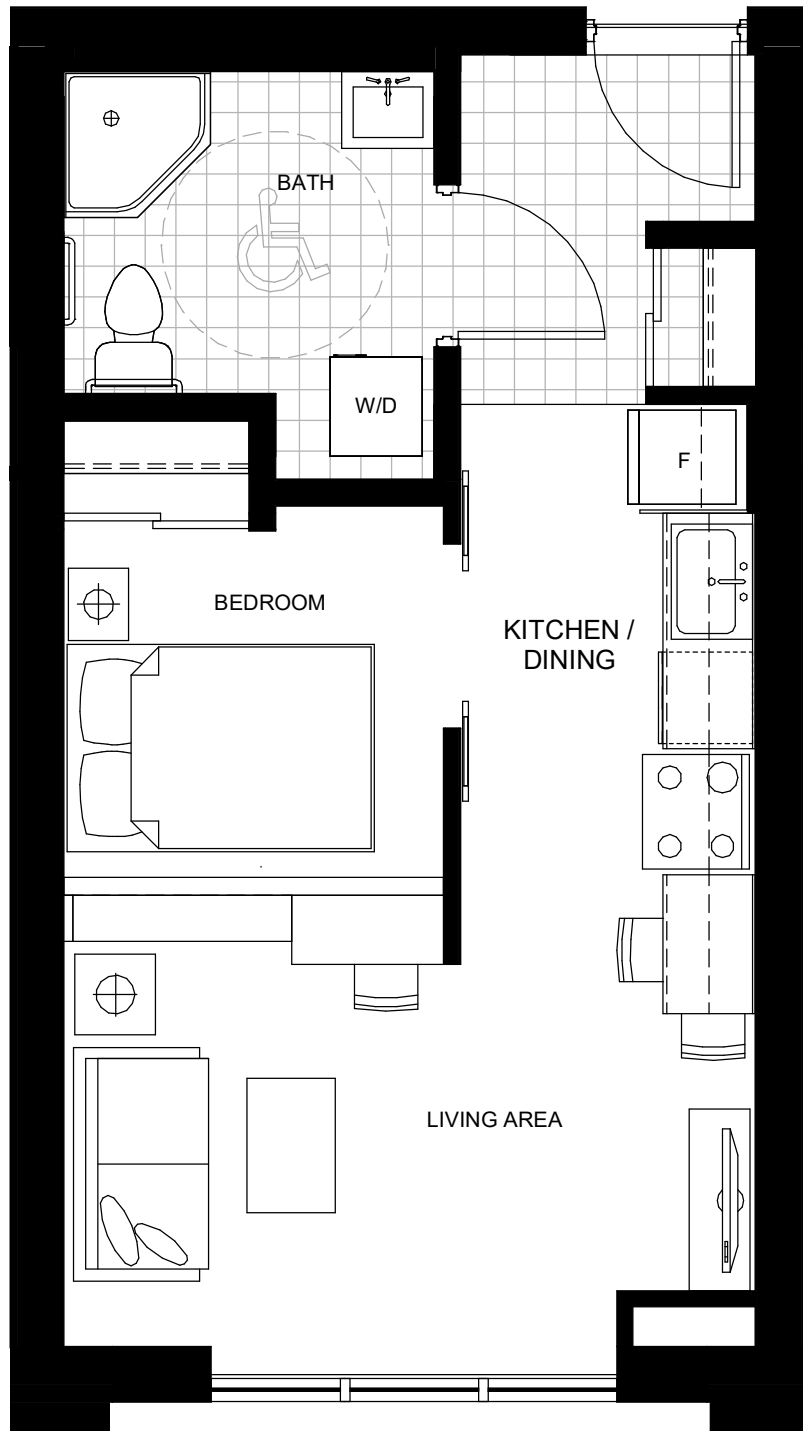 BATH
W/D
F
BEDROOM
KITCHEN /
DINING
LIVING AREA